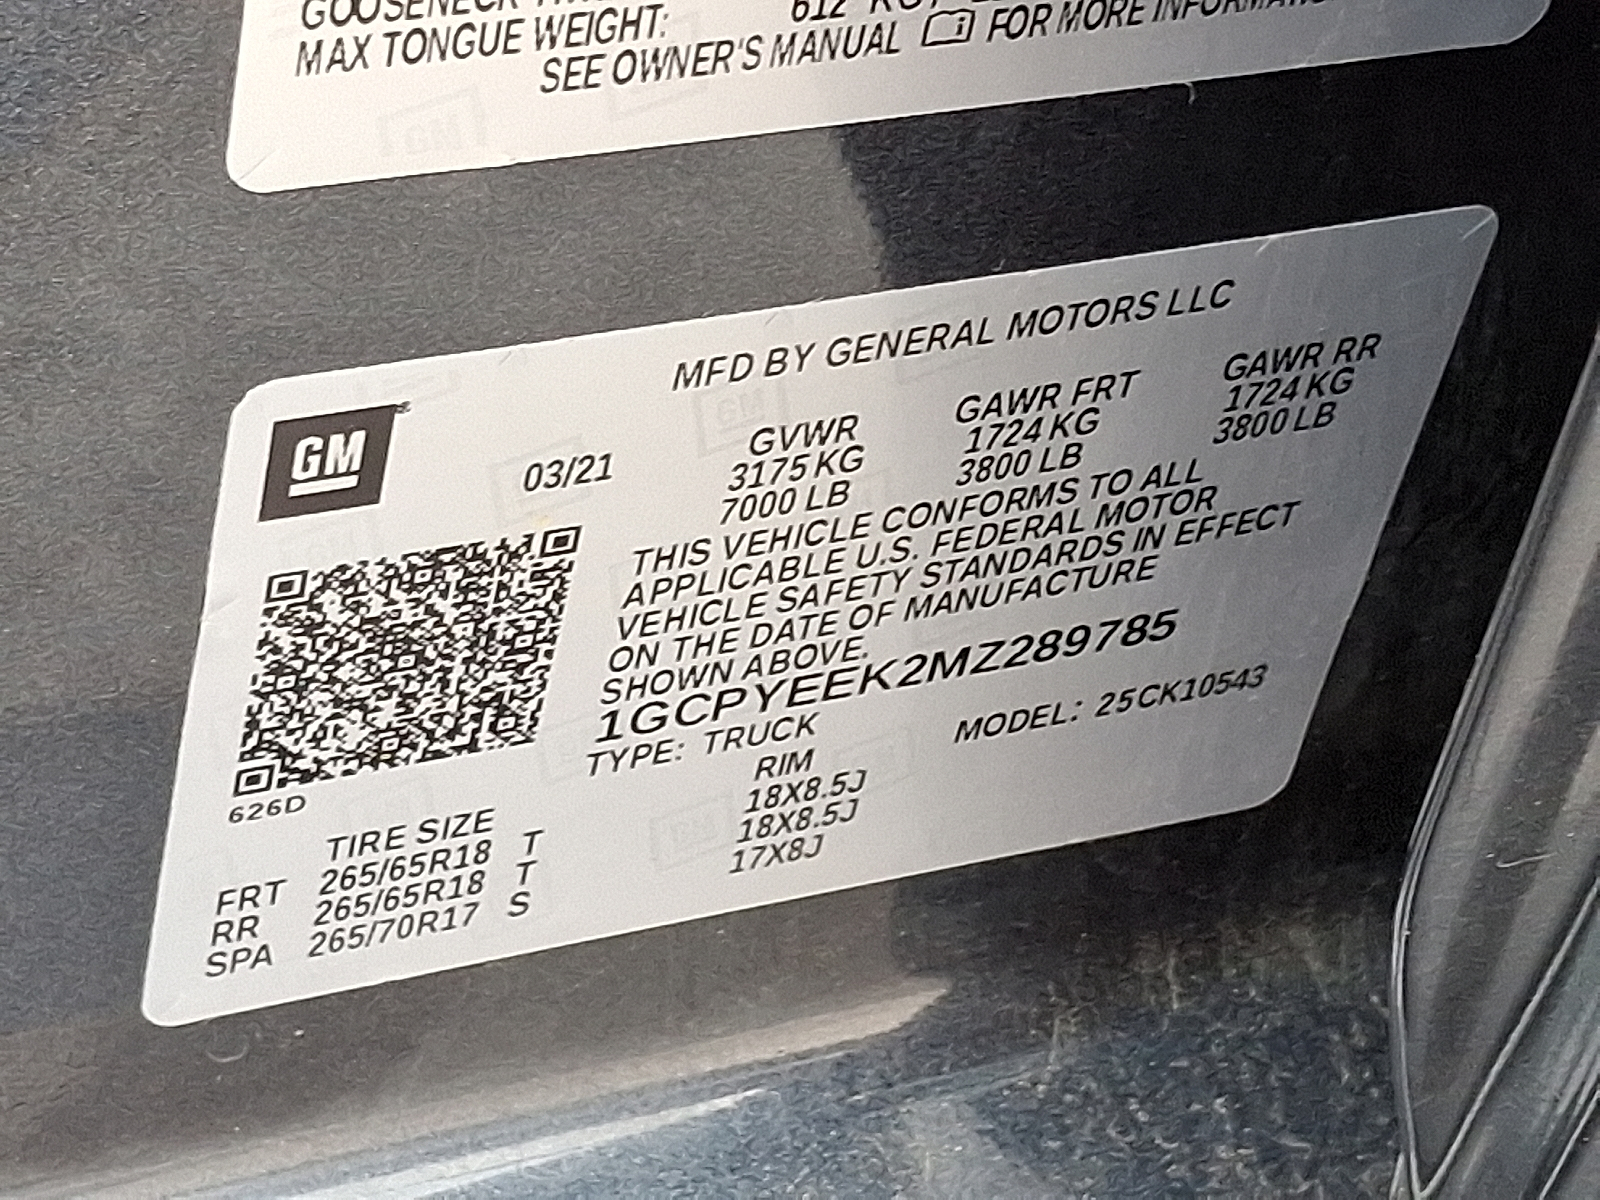 MAX TONGUE WEIGHT:
SEE OWNER'S MANUAL FOR MORE
MFD BY GENERAL MOTORS LLC
GM
03/21
GVWR GAWR FRT GAWR RR
3175 KG 1724 KG 1724 KG
7000 LB 3800 LB 3800 LB
THIS VEHICLE CONFORMS TO ALL
APPLICABLE U.S. FEDERAL MOTOR
VEHICLE SAFETY STANDARDS IN EFFECT
ON THE DATE OF MANUFACTURE
SHOWN ABOVE.
1GCPYEEK2MZ289785
TYPE: TRUCK MODEL: 25CK10543
626D
TIRE SIZE RIM
FRT 265/65R18 T 18X8.5J
RR 265/65R18 T 18X8.5J
SPA 265/70R17 S 17X8J